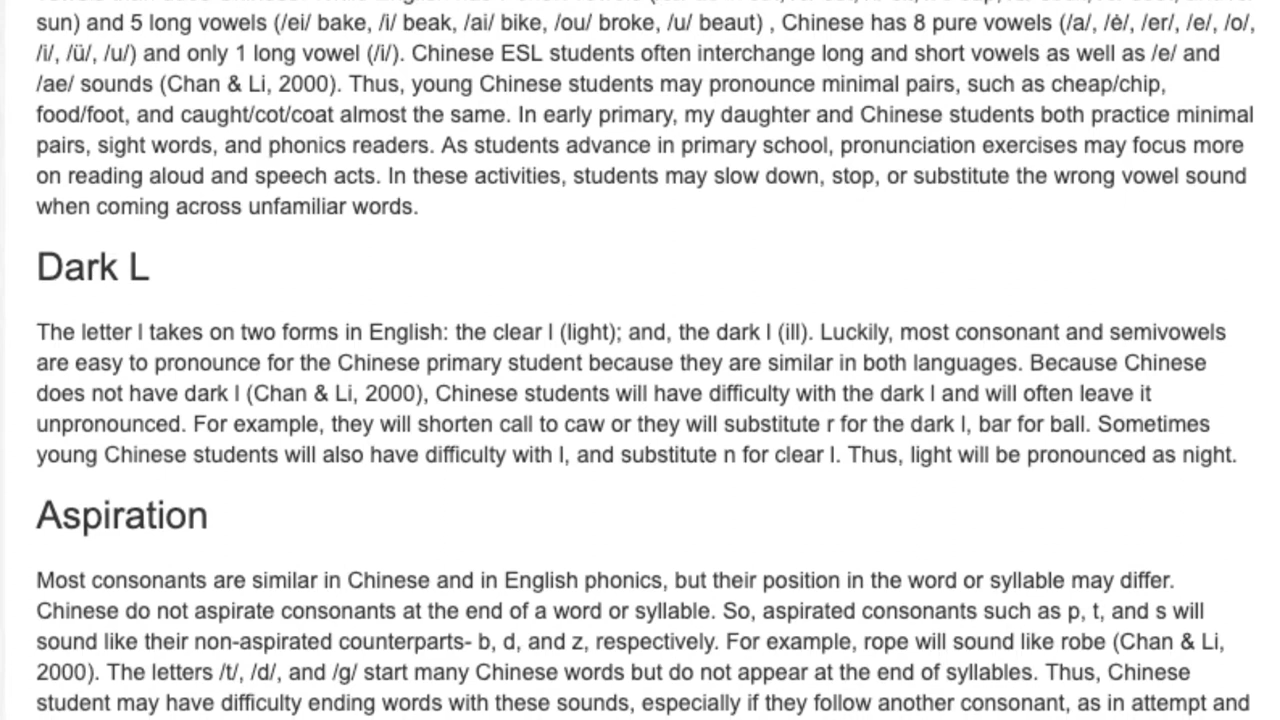 sun) and 5 long vowels (/ei/ bake, /i/ beak, /ai/ bike, /ou/ broke, /u/ beaut) , Chinese has 8 pure vowels (/a/, /ė/, /er/, /e/, /o/,
/i/, /ü/, /u/) and only 1 long vowel (/i/). Chinese ESL students often interchange long and short vowels as well as /e/ and
/ae/ sounds (Chan & Li, 2000). Thus, young Chinese students may pronounce minimal pairs, such as cheap/chip,
food/foot, and caught/cot/coat almost the same. In early primary, my daughter and Chinese students both practice minimal
pairs, sight words, and phonics readers. As students advance in primary school, pronunciation exercises may focus more
on reading aloud and speech acts. In these activities, students may slow down, stop, or substitute the wrong vowel sound
when coming across unfamiliar words.
Dark L
The letter l takes on two forms in English: the clear l (light); and, the dark l (ill). Luckily, most consonant and semivowels
are easy to pronounce for the Chinese primary student because they are similar in both languages. Because Chinese
does not have dark l (Chan & Li, 2000), Chinese students will have difficulty with the dark l and will often leave it
unpronounced. For example, they will shorten call to caw or they will substitute r for the dark l, bar for ball. Sometimes
young Chinese students will also have difficulty with l, and substitute n for clear l. Thus, light will be pronounced as night.
Aspiration
Most consonants are similar in Chinese and in English phonics, but their position in the word or syllable may differ.
Chinese do not aspirate consonants at the end of a word or syllable. So, aspirated consonants such as p, t, and s will
sound like their non-aspirated counterparts- b, d, and z, respectively. For example, rope will sound like robe (Chan & Li,
2000). The letters /t/, /d/, and /g/ start many Chinese words but do not appear at the end of syllables. Thus, Chinese
student may have difficulty ending words with these sounds, especially if they follow another consonant, as in attempt and